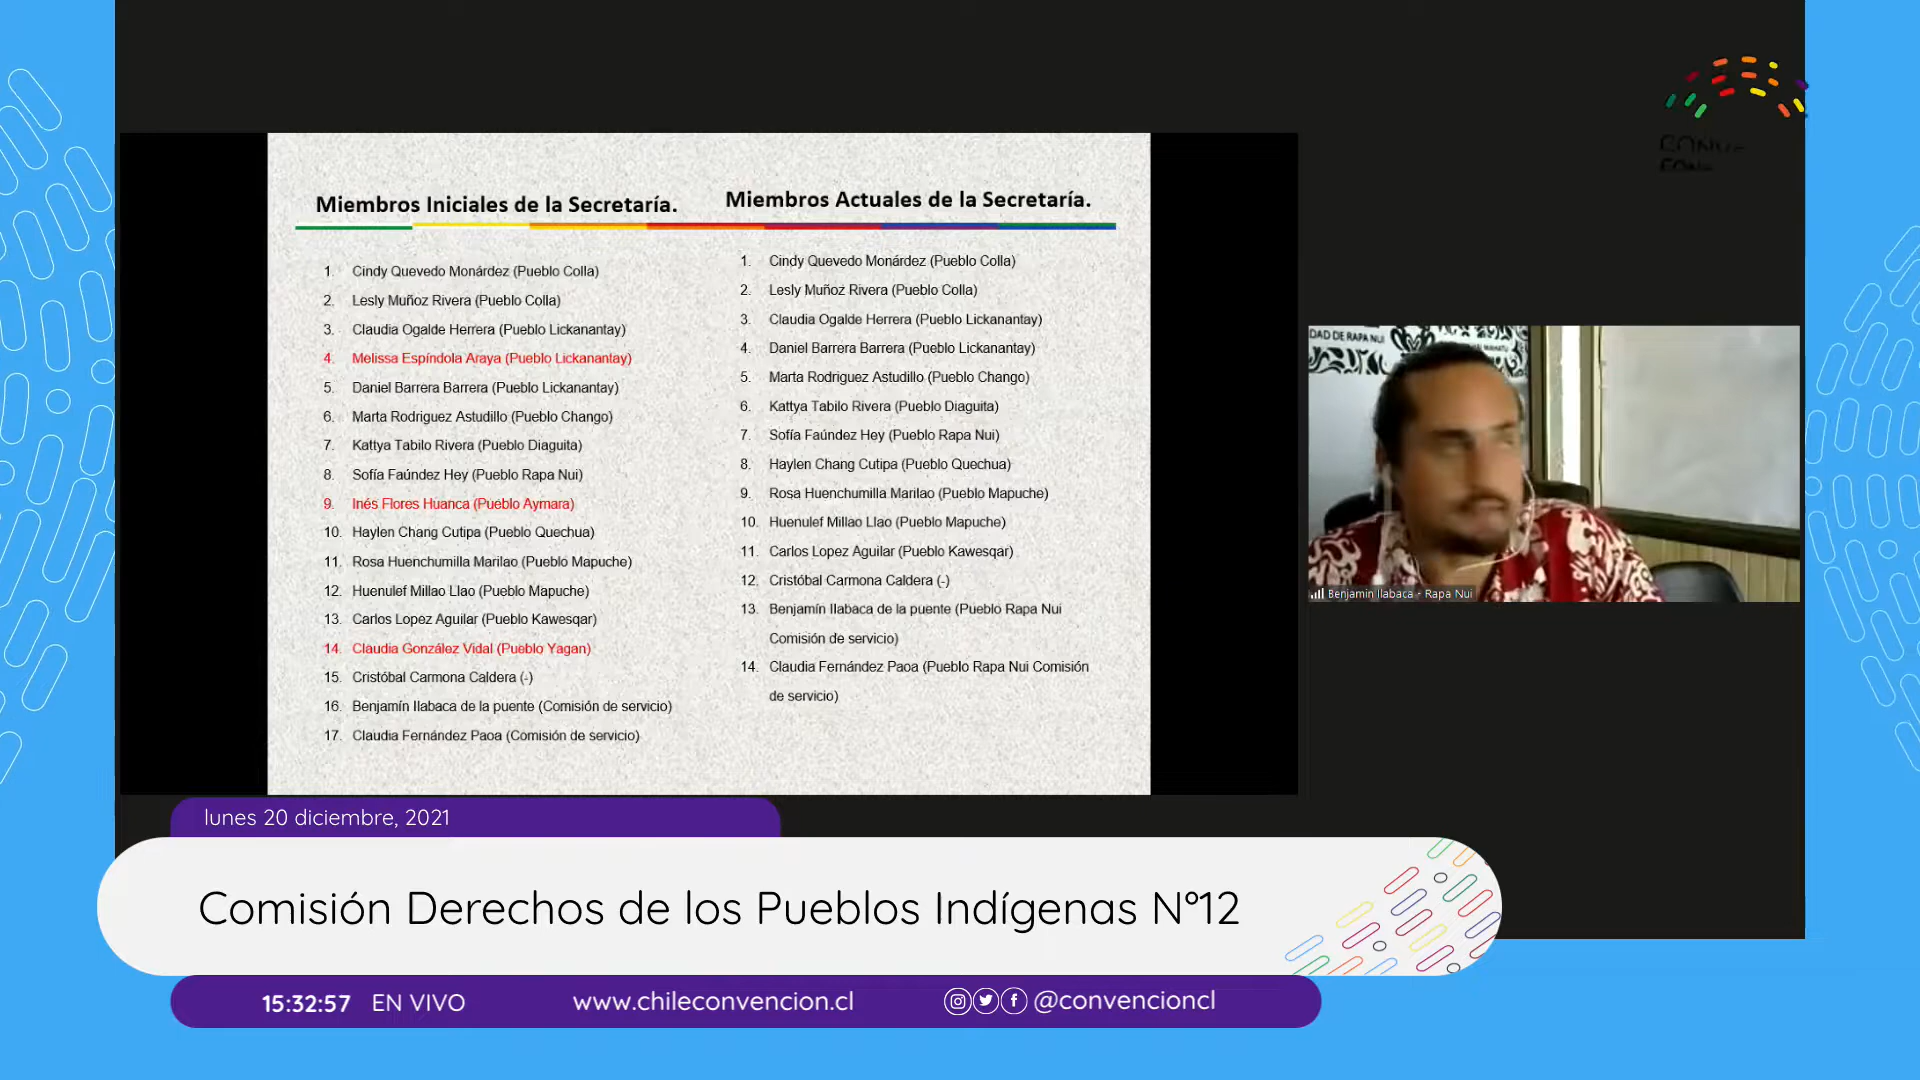 Miembros Iniciales de la Secretaría.
1. Cindy Quevedo Monárdez (Pueblo Colla)
2. Lesly Muñoz Rivera (Pueblo Colla)
3. Claudia Ogalde Herrera (Pueblo Lickanantay)
4. Melissa Espíndola Araya (Pueblo Lickanantay)
5. Daniel Barrera Barrera (Pueblo Lickanantay)
6. Marta Rodriguez Astudillo (Pueblo Chango)
7. Kattya Tabilo Rivera (Pueblo Diaguita)
8. Sofía Faúndez Hey (Pueblo Rapa Nui)
9. Inés Flores Huanca (Pueblo Aymara)
10. Haylen Chang Cutipa (Pueblo Quechua)
11. Rosa Huenchumilla Marilao (Pueblo Mapuche)
12. Huenulef Millao Llao (Pueblo Mapuche)
13. Carlos Lopez Aguilar (Pueblo Kawesqar)
14. Claudia González Vidal (Pueblo Yagan)
15. Cristóbal Carmona Caldera (-)
16. Benjamín Ilabaca de la puente (Comisión de servicio)
17. Claudia Fernández Paoa (Comisión de servicio)
Miembros Actuales de la Secretaría.
1. Cindy Quevedo Monárdez (Pueblo Colla)
2. Lesly Muñoz Rivera (Pueblo Colla)
3. Claudia Ogalde Herrera (Pueblo Lickanantay)
4. Daniel Barrera Barrera (Pueblo Lickanantay)
5. Marta Rodriguez Astudillo (Pueblo Chango)
6. Kattya Tabilo Rivera (Pueblo Diaguita)
7. Sofía Faúndez Hey (Pueblo Rapa Nui)
8. Haylen Chang Cutipa (Pueblo Quechua)
9. Rosa Huenchumilla Marilao (Pueblo Mapuche)
10. Huenulef Millao Llao (Pueblo Mapuche)
11. Carlos Lopez Aguilar (Pueblo Kawesqar)
12. Cristóbal Carmona Caldera (-)
13. Benjamín Ilabaca de la puente (Pueblo Rapa Nui
Comisión de servicio)
14. Claudia Fernández Paoa (Pueblo Rapa Nui Comisión
de servicio)
DAD DE RAPA NUI
Benjamin Ilabaca - Rapa Nui
lunes 20 diciembre, 2021
Comisión Derechos de los Pueblos Indígenas N°12
15:32:57 EN VIVO www.chileconvencion.cl @convencioncl